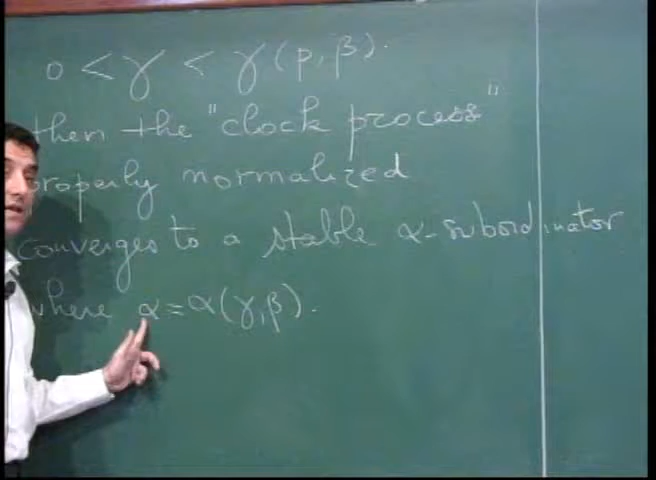 0 < γ < γ(p, β).
then the "clock process"
properly normalized
converges to a stable α-subordinator
where α = α(γ, β).